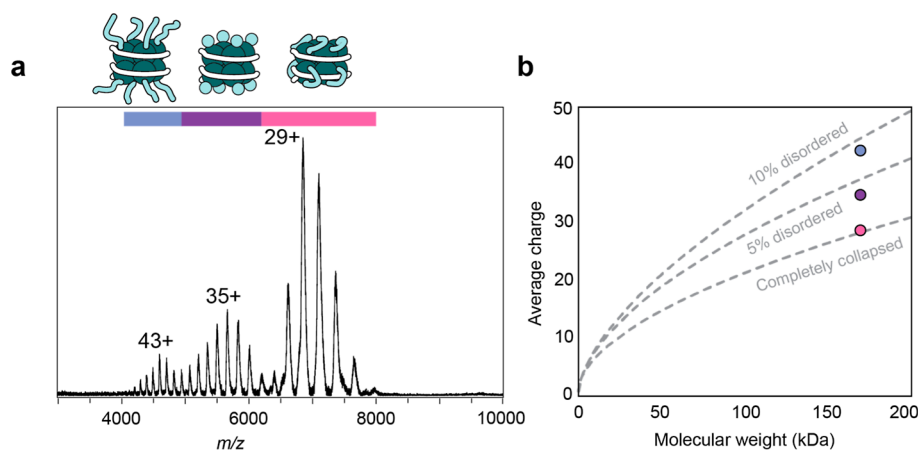 a
43+
35+
29+
4000
6000
8000
10000
m/z
b
50
40
30
20
10
0
Average charge
10% disordered
5% disordered
Completely collapsed
0
50
100
150
200
Molecular weight (kDa)